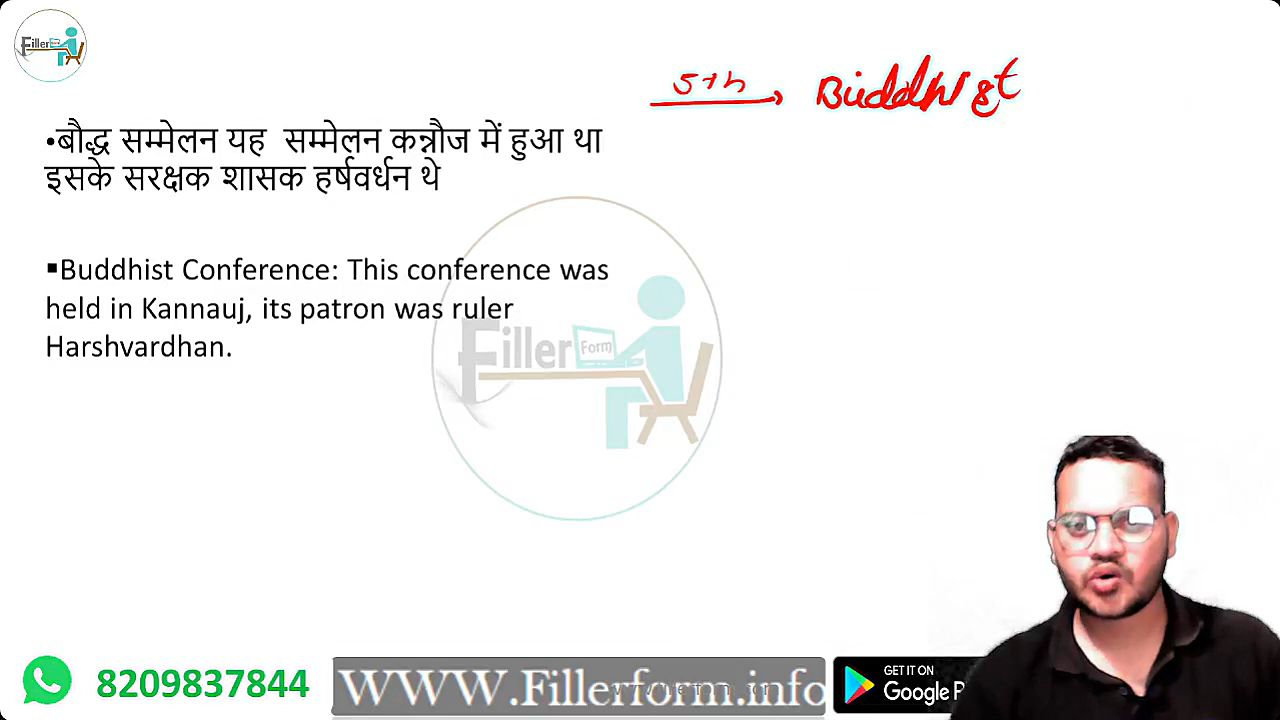 Filler Form
5th → Buddhist
•बौद्ध सम्मेलन यह सम्मेलन कन्नौज में हुआ था
इसके सरक्षक शासक हर्षवर्धन थे
▪Buddhist Conference: This conference was
held in Kannauj, its patron was ruler
Harshvardhan.
Filler Form
8209837844
WWW.Fillerform.info
GET IT ON
Google P